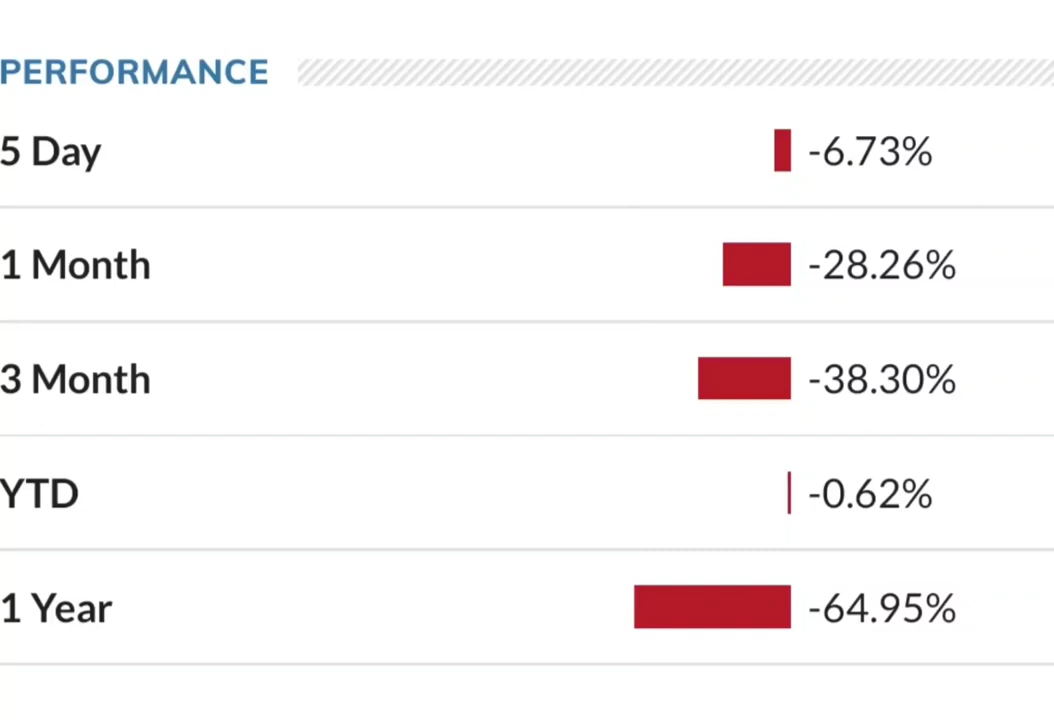 PERFORMANCE
5 Day -6.73%
1 Month -28.26%
3 Month -38.30%
YTD -0.62%
1 Year -64.95%